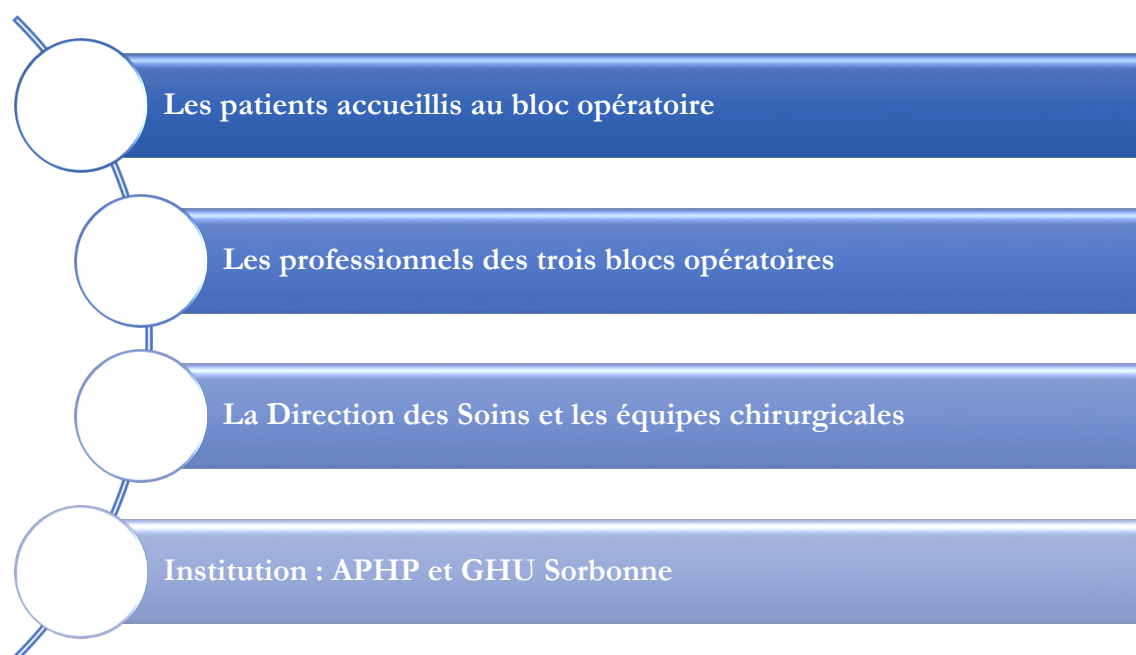 Les patients accueillis au bloc opératoire
Les professionnels des trois blocs opératoires
La Direction des Soins et les équipes chirurgicales
Institution : APHP et GHU Sorbonne